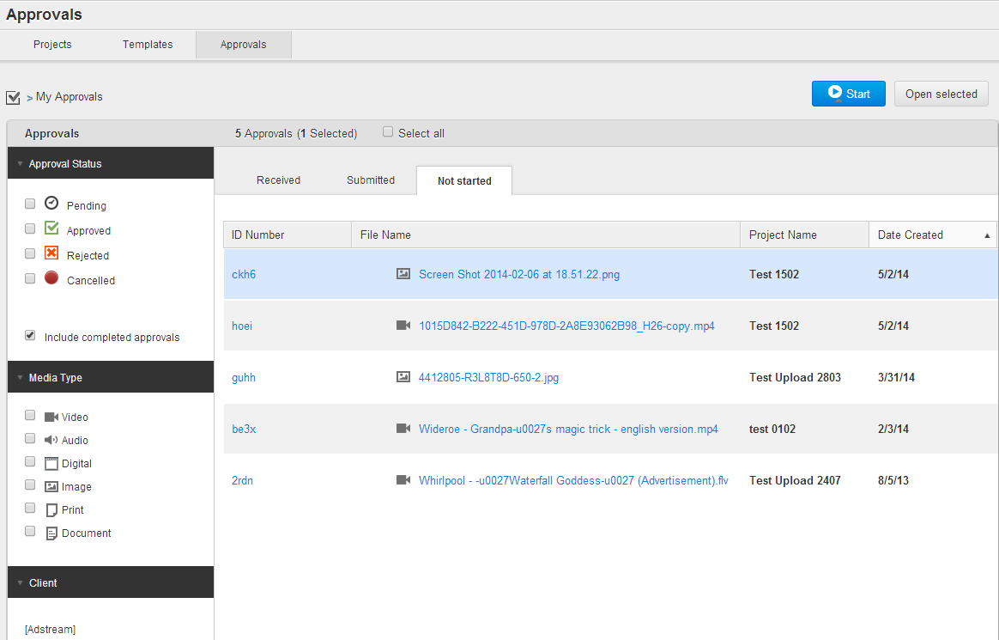 Approvals
Projects Templates Approvals
> My Approvals
Start Open selected
Approvals
5 Approvals (1 Selected) Select all
Approval Status
Received Submitted Not started
Pending
Approved
Rejected
Cancelled
Include completed approvals
Media Type
Video
Audio
Digital
Image
Print
Document
Client
[Adstream]
ID Number File Name Project Name Date Created
ckh6 Screen Shot 2014-02-06 at 18.51.22.png Test 1502 5/2/14
hoei 1015D842-B222-451D-978D-2A8E93062B98_H26-copy.mp4 Test 1502 5/2/14
guhh 4412805-R3L8T8D-650-2.jpg Test Upload 2803 3/31/14
be3x Wideroe - Grandpa-u0027s magic trick - english version.mp4 test 0102 2/3/14
2rdn Whirlpool - -u0027Waterfall Goddess-u0027 (Advertisement).flv Test Upload 2407 8/5/13